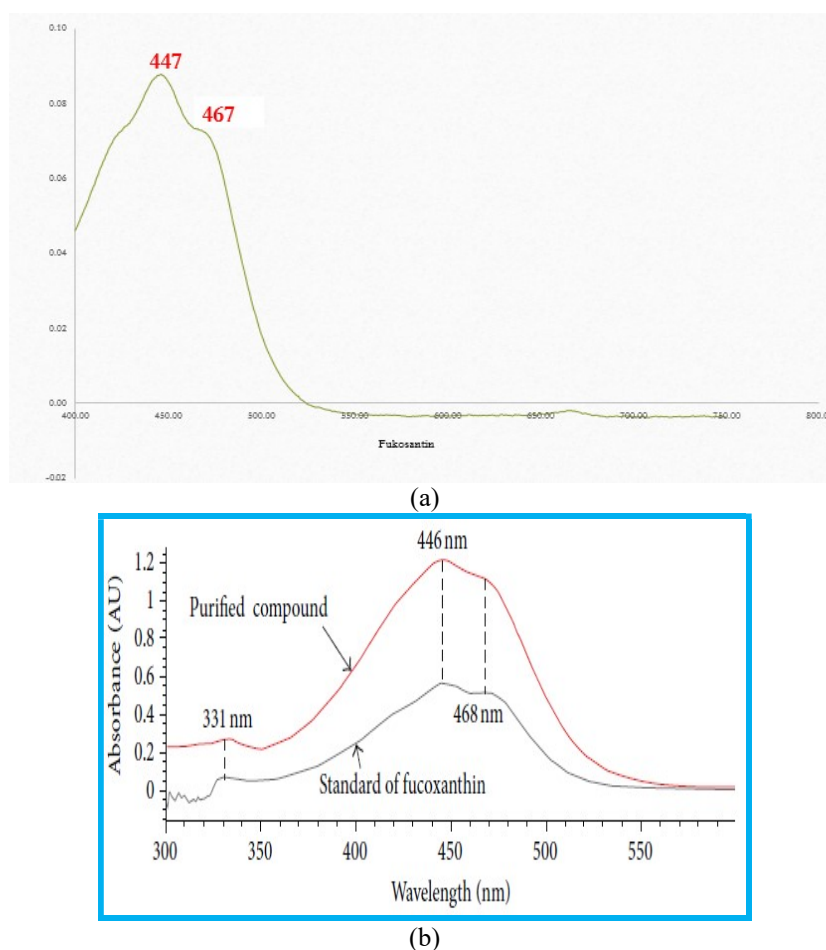 0.10
447
0.08
467
0.06
0.04
0.02
0.00
400.00 450.00 500.00 550.00 600.00 650.00 700.00 750.00 800.0
Fukosantin
-0.02
(a)
446 nm
1.2
1
Purified compound
0.8
0.6
331 nm
468 nm
0.4
0.2
Standard of fucoxanthin
0
Absorbance (AU)
300 350 400 450 500 550
Wavelength (nm)
(b)